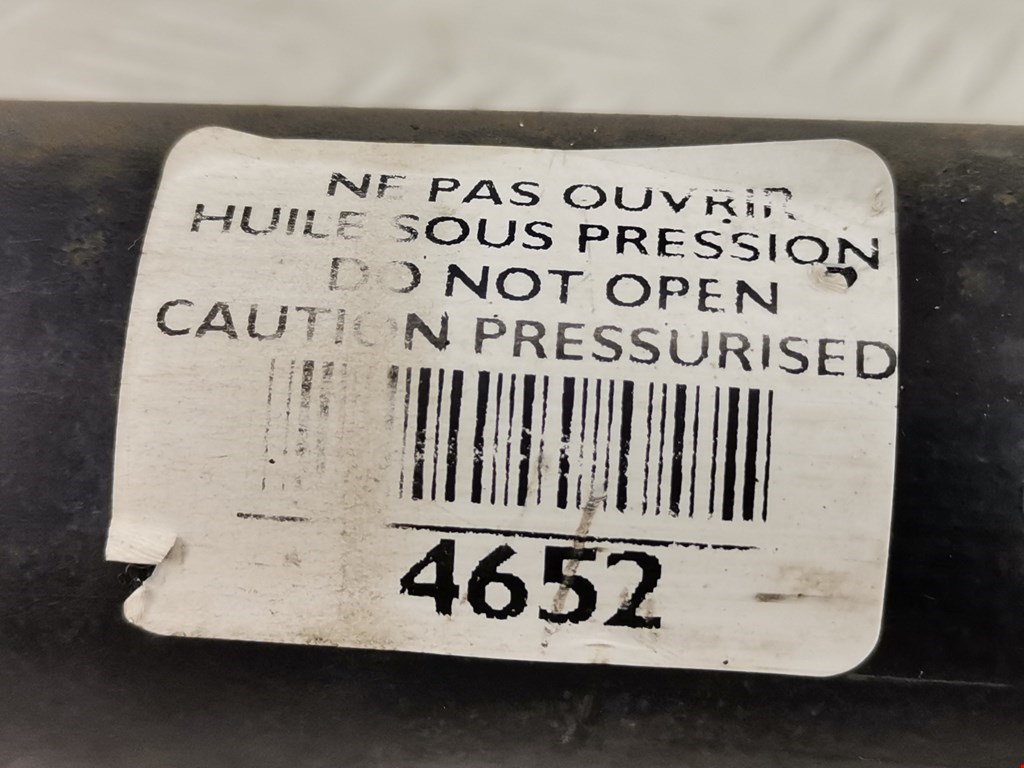 NE PAS OUVRIR
HUILE SOUS PRESSION
DO NOT OPEN
CAUTION PRESSURISED
4652